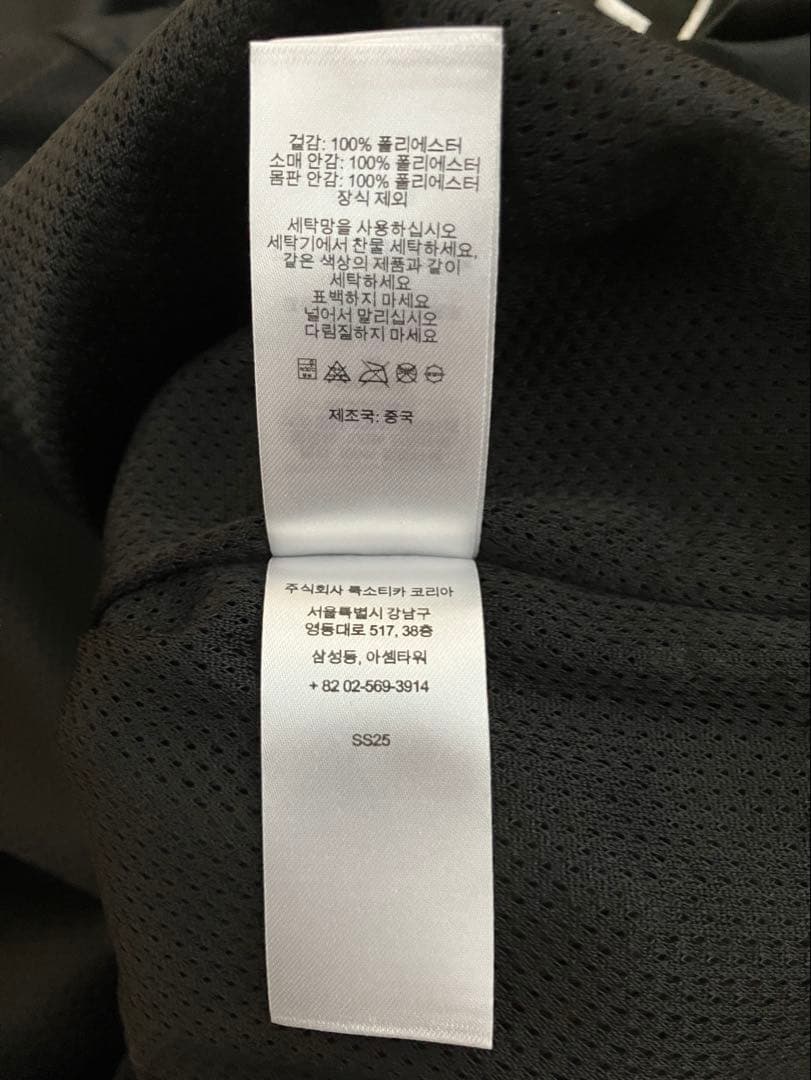 겉감: 100% 폴리에스터
소매 안감: 100% 폴리에스터
몸판 안감: 100% 폴리에스터
장식 제외
세탁망을 사용하십시오
세탁기에서 찬물 세탁하세요,
같은 색상의 제품과 같이
세탁하세요
표백하지 마세요
널어서 말리십시오
다림질하지 마세요
제조국: 중국
주식회사 룩소티카 코리아
서울특별시 강남구
영동대로 517, 38층
삼성동, 아셈타워
+ 82 02-569-3914
SS25